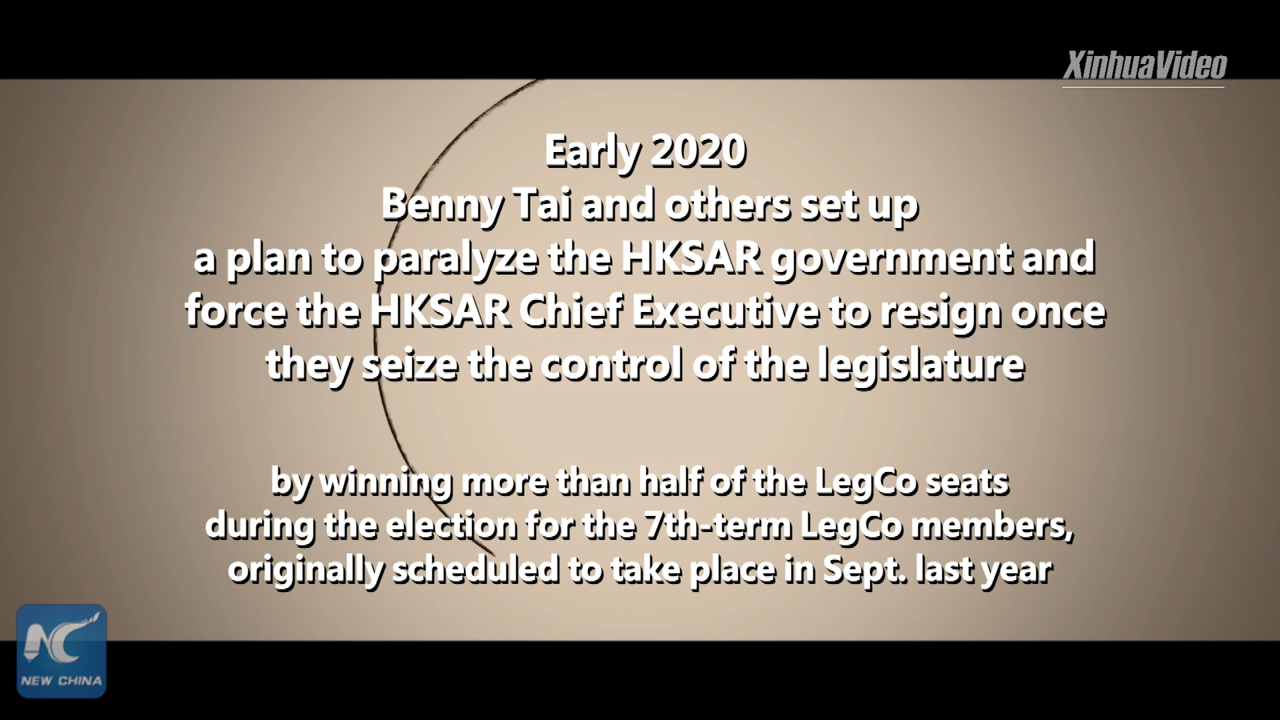 XinhuaVideo
Early 2020
Benny Tai and others set up
a plan to paralyze the HKSAR government and
force the HKSAR Chief Executive to resign once
they seize the control of the legislature
by winning more than half of the LegCo seats
during the election for the 7th-term LegCo members,
originally scheduled to take place in Sept. last year
NC
NEW CHINA